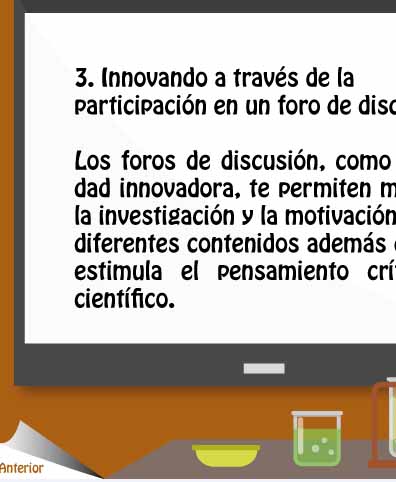 3. Innovando a través de la
participación en un foro de disc
Los foros de discusión, como
dad innovadora, te permiten m
la investigación y la motivación
diferentes contenidos además
estimula el pensamiento crí
científico.
Anterior